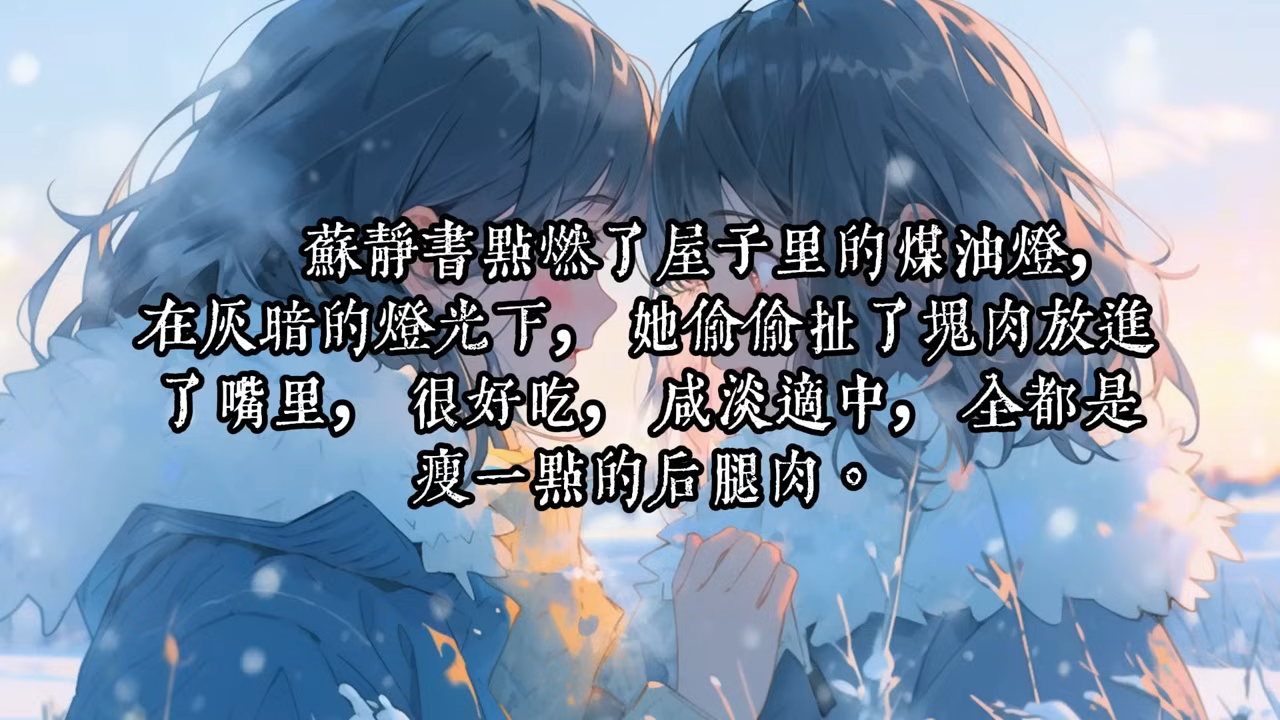 蘇靜書點燃了屋子里的煤油燈,
在灰暗的燈光下, 她偷偷扯了塊肉放進
了嘴里, 很好吃, 咸淡適中, 全都是
瘦一點的后腿肉。